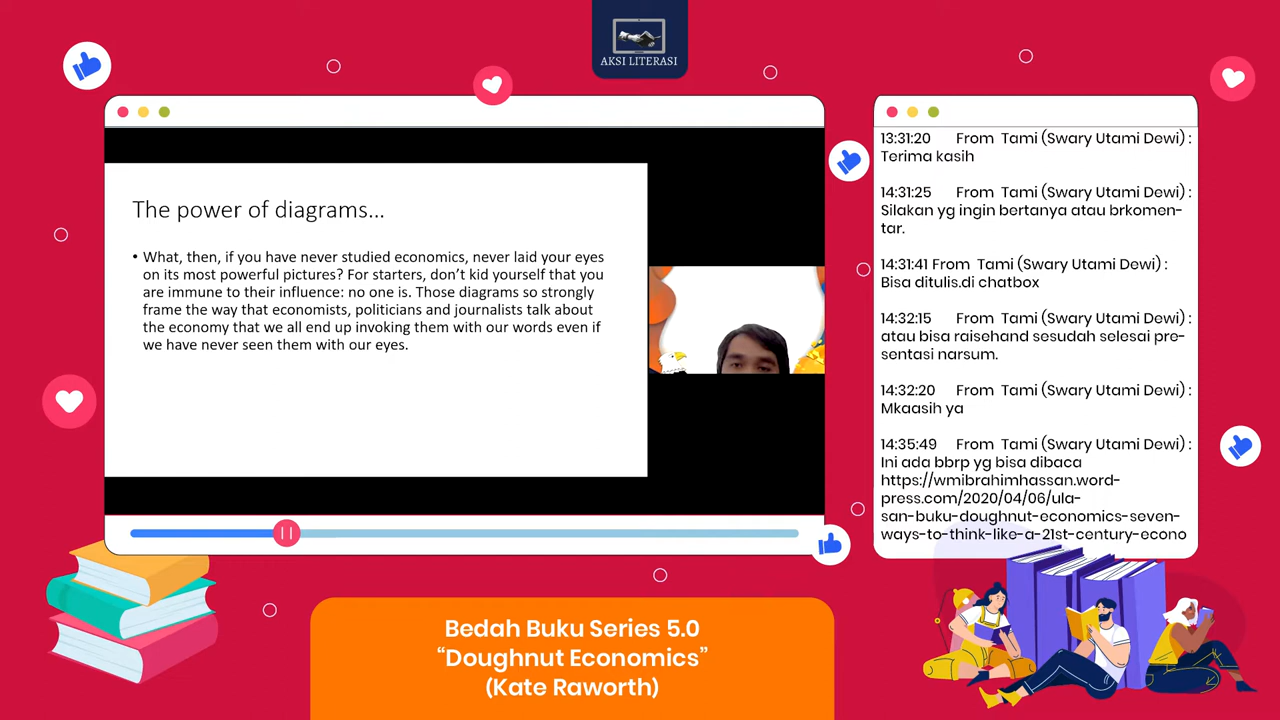 AKSI LITERASI
The power of diagrams...
• What, then, if you have never studied economics, never laid your eyes
on its most powerful pictures? For starters, don’t kid yourself that you
are immune to their influence: no one is. Those diagrams so strongly
frame the way that economists, politicians and journalists talk about
the economy that we all end up invoking them with our words even if
we have never seen them with our eyes.
13:31:20 From Tami (Swary Utami Dewi) :
Terima kasih
14:31:25 From Tami (Swary Utami Dewi) :
Silakan yg ingin bertanya atau brkomen-
tar.
14:31:41 From Tami (Swary Utami Dewi) :
Bisa ditulis.di chatbox
14:32:15 From Tami (Swary Utami Dewi) :
atau bisa raisehand sesudah selesai pre-
sentasi narsum.
14:32:20 From Tami (Swary Utami Dewi) :
Mkaasih ya
14:35:49 From Tami (Swary Utami Dewi) :
Ini ada bbrp yg bisa dibaca
https://wmibrahimhassan.word-
press.com/2020/04/06/ula-
san-buku-doughnut-economics-seven-
ways-to-think-like-a-21st-century-econo
Bedah Buku Series 5.0
“Doughnut Economics”
(Kate Raworth)